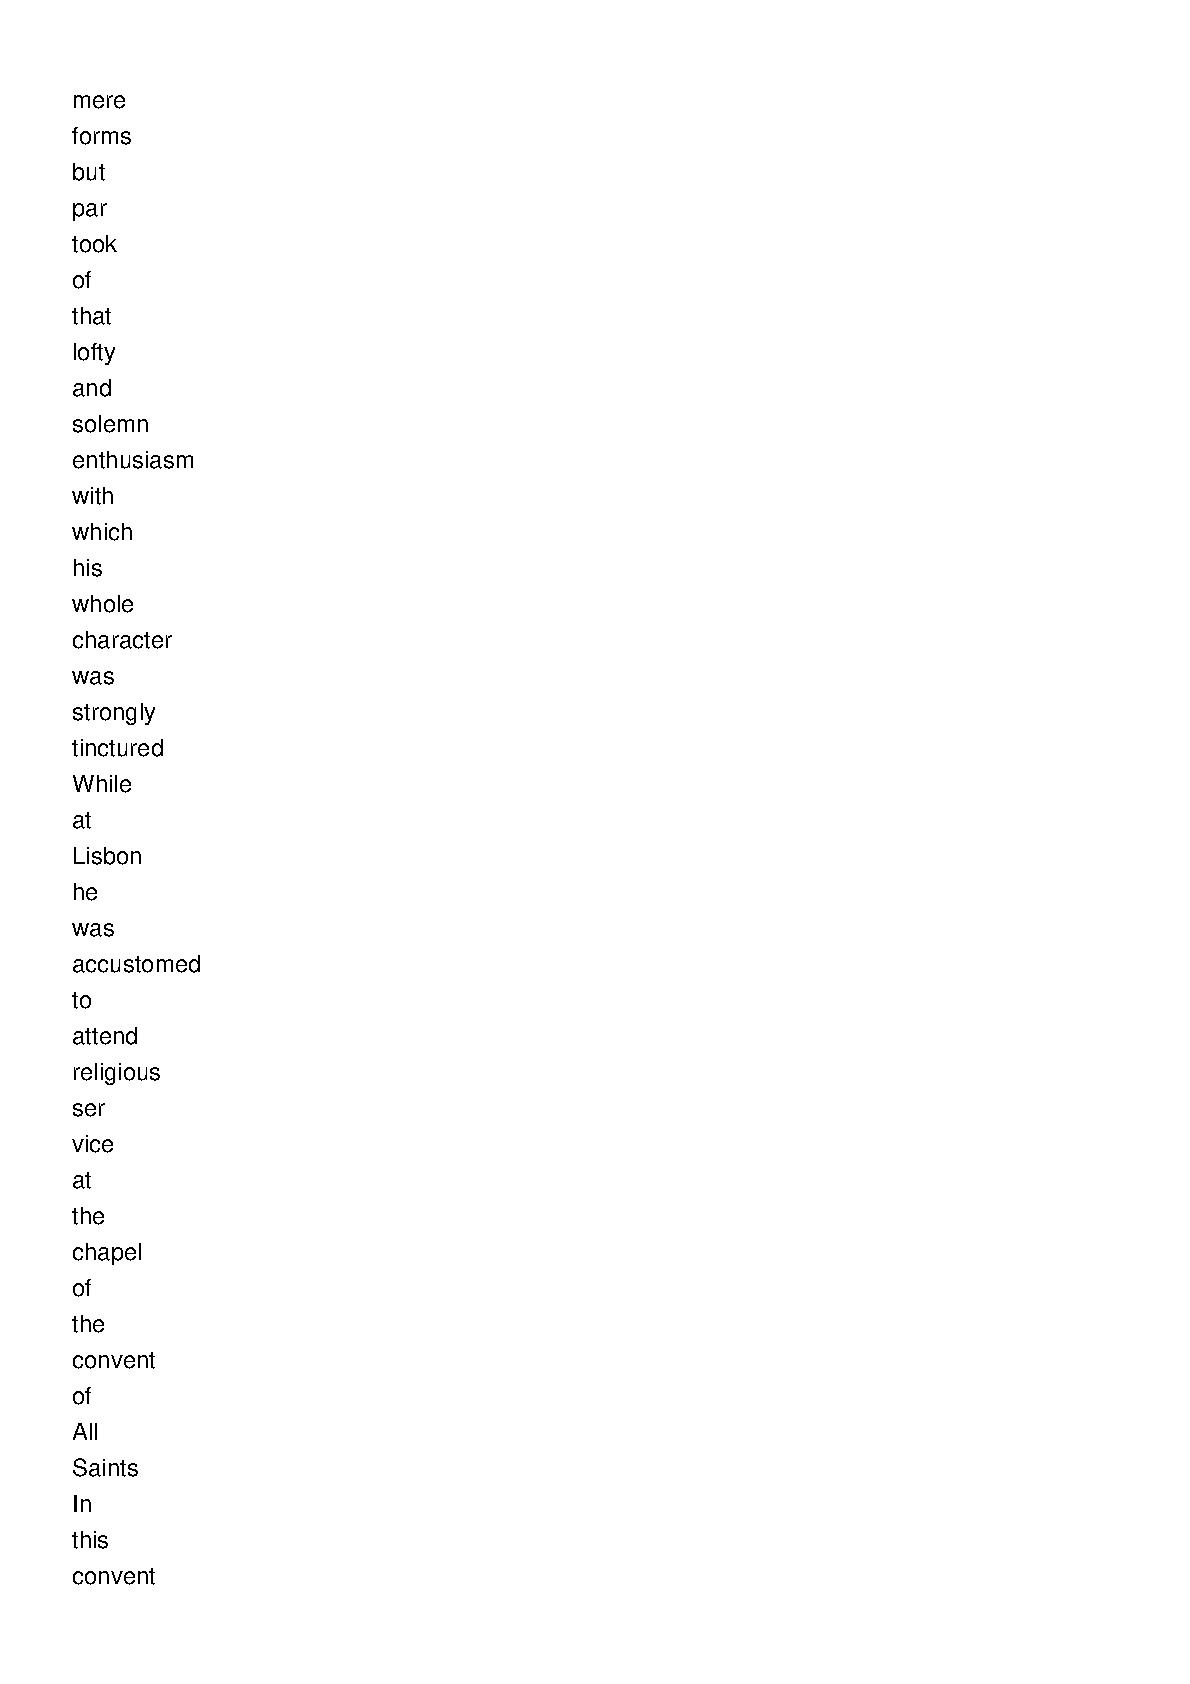 mere
forms
but
par
took
of
that
lofty
and
solemn
enthusiasm
with
which
his
whole
character
was
strongly
tinctured
While
at
Lisbon
he
was
accustomed
to
attend
religious
ser
vice
at
the
chapel
of
the
convent
of
All
Saints
In
this
convent